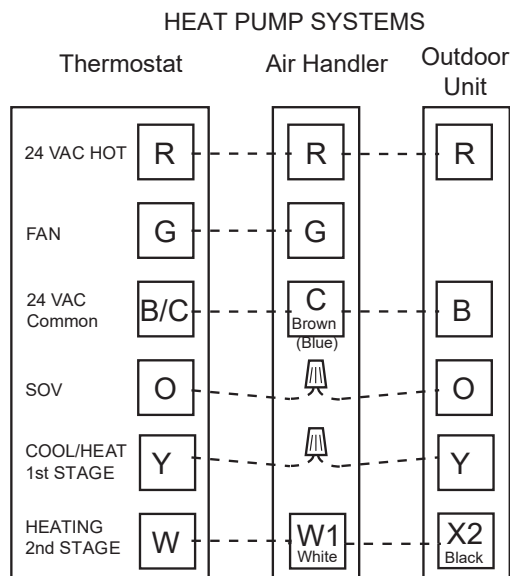 HEAT PUMP SYSTEMS
Thermostat Air Handler Outdoor
Unit
24 VAC HOT R R R
FAN G G
24 VAC
Common B/C C B
Brown
(Blue)
SOV O O
COOL/HEAT
1st STAGE Y Y
HEATING
2nd STAGE W W1 X2
White Black